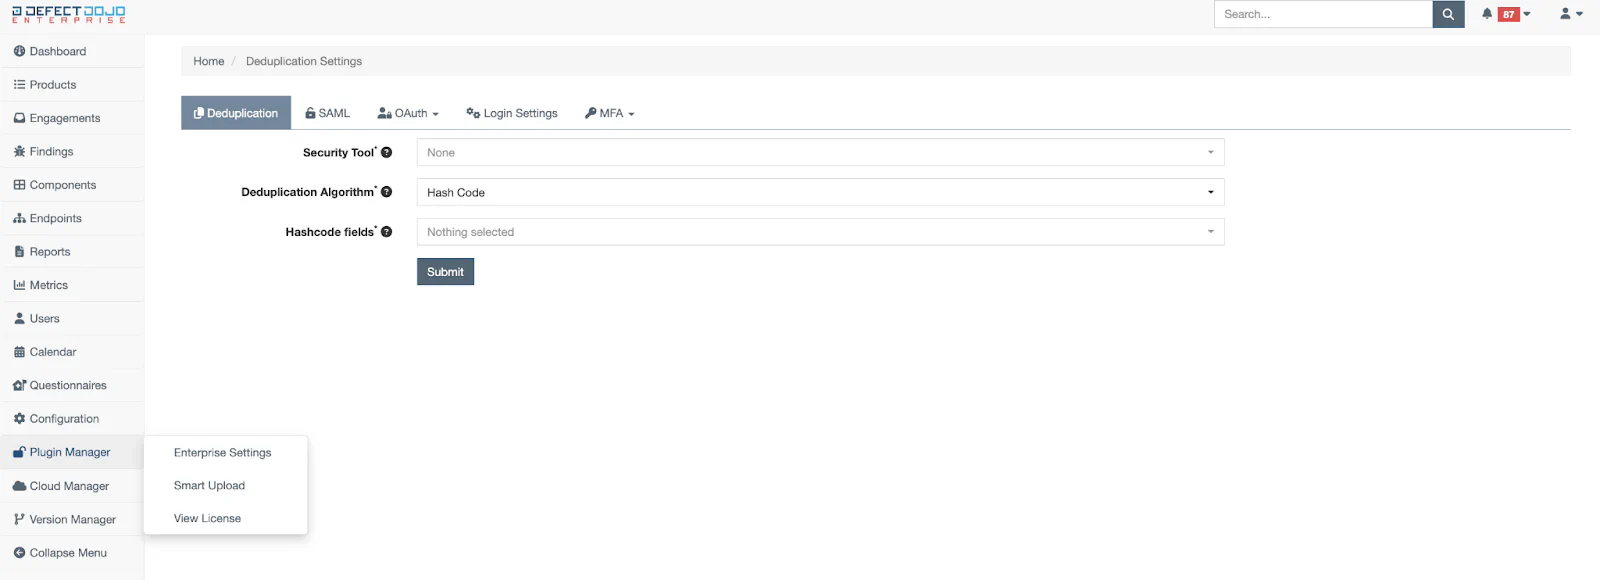 DEFECTDOJO
ENTERPRISE
Search...
87
Dashboard
Products
Engagements
Findings
Components
Endpoints
Reports
Metrics
Users
Calendar
Questionnaires
Configuration
Plugin Manager
Cloud Manager
Version Manager
Collapse Menu
Enterprise Settings
Smart Upload
View License
Home / Deduplication Settings
Deduplication SAML OAuth Login Settings MFA
Security Tool* None
Deduplication Algorithm* Hash Code
Hashcode fields* Nothing selected
Submit